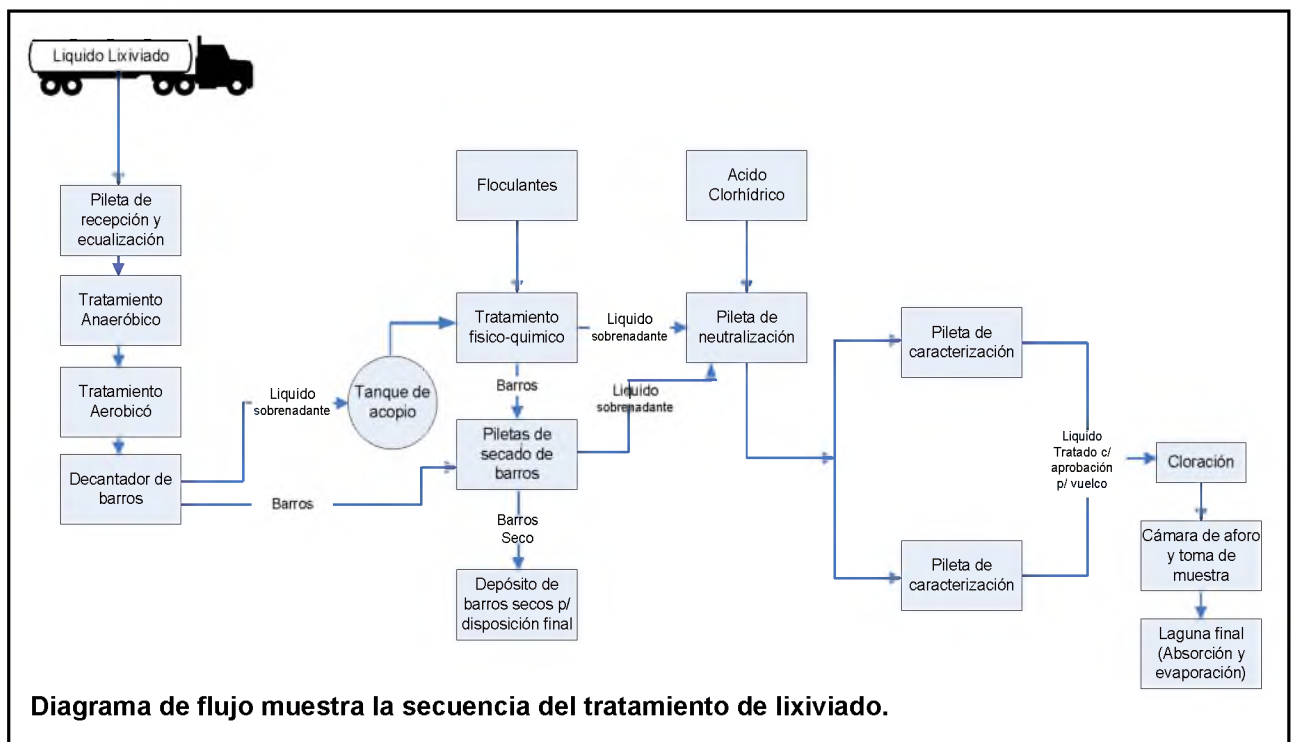 Liquido Lixiviado
Pileta de
recepción y
ecualización
Tratamiento
Anaeróbico
Tratamiento
Aerobicó
Decantador de
barros
Liquido
sobrenadante
Barros
Tanque de
acopio
Floculantes
Tratamiento
fisico-quimico
Barros
Piletas de
secado de
barros
Barros
Seco
Depósito de
barros secos p/
disposición final
Liquido
sobrenadante
Liquido
sobrenadante
Acido
Clorhídrico
Pileta de
neutralización
Pileta de
caracterización
Pileta de
caracterización
Liquido
Tratado c/
aprobación
p/ vuelco
Cloración
Cámara de aforo
y toma de
muestra
Laguna final
(Absorción y
evaporación)
Diagrama de flujo muestra la secuencia del tratamiento de lixiviado.